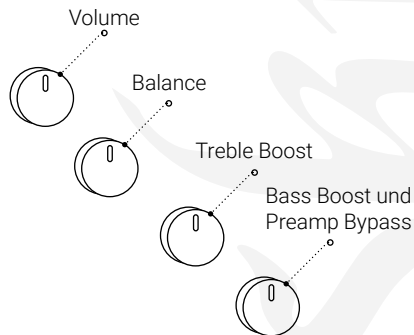 Volume
Balance
Treble Boost
Bass Boost und
Preamp Bypass